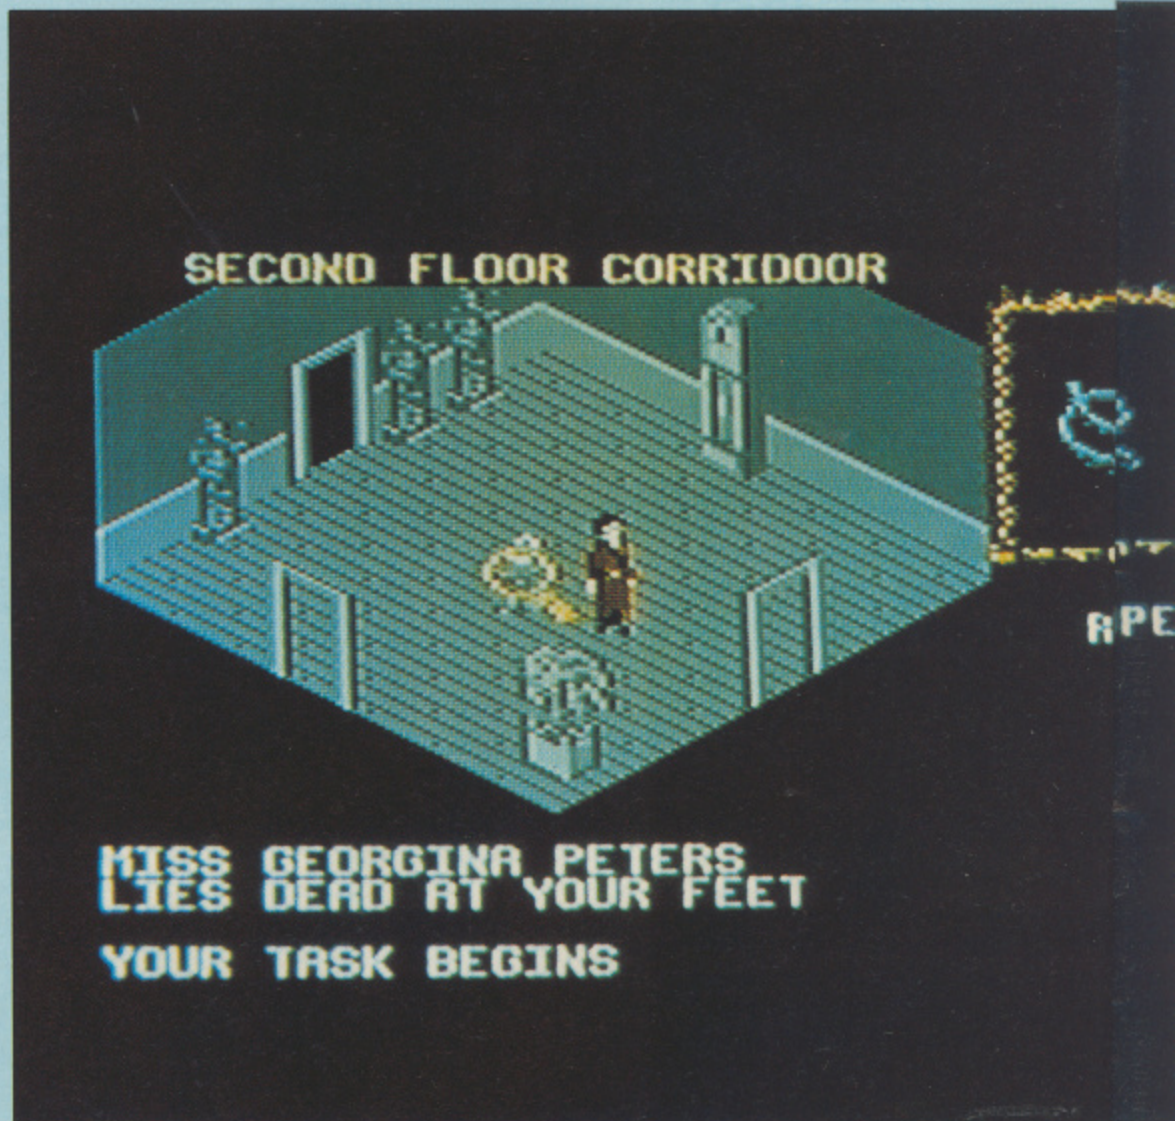 SECOND FLOOR CORRIDOOR
MISS GEORGINA PETERS
LIES DEAD AT YOUR FEET
YOUR TASK BEGINS